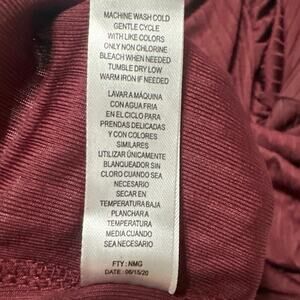 MACHINE WASH COLD
GENTLE CYCLE
WITH LIKE COLORS
ONLY NON CHLORINE
BLEACH WHEN NEEDED
TUMBLE DRY LOW
WARM IRON IF NEEDED
LAVAR A MÁQUINA
CON AGUA FRIA
EN EL CICLO PARA
PRENDAS DELICADAS
Y CON COLORES
SIMILARES
UTILIZAR ÚNICAMENTE
BLANQUEADOR SIN
CLORO CUANDO SEA
NECESARIO
SECAR EN
TEMPERATURA BAJA
PLANCHAR A
TEMPERATURA
MEDIA CUANDO
SEA NECESARIO
FTY : NMG
DATE : 06/15/20